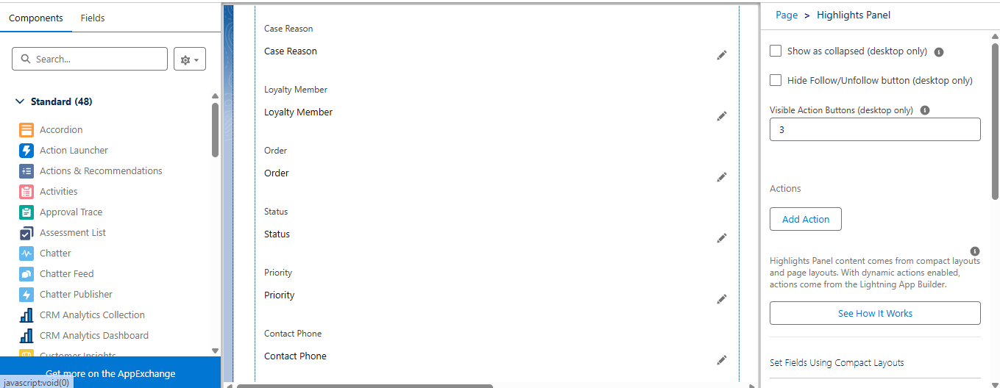 Components
Fields
Search...
Standard (48)
Accordion
Action Launcher
Actions & Recommendations
Activities
Approval Trace
Assessment List
Chatter
Chatter Feed
Chatter Publisher
CRM Analytics Collection
CRM Analytics Dashboard
Customer Insights
Get more on the AppExchange
javascript:void(0)
Case Reason
Case Reason
Loyalty Member
Loyalty Member
Order
Order
Status
Status
Priority
Priority
Contact Phone
Contact Phone
Page > Highlights Panel
Show as collapsed (desktop only)
Hide Follow/Unfollow button (desktop only)
Visible Action Buttons (desktop only)
3
Actions
Add Action
Highlights Panel content comes from compact layouts
and page layouts. With dynamic actions enabled,
actions come from the Lightning App Builder.
See How It Works
Set Fields Using Compact Layouts